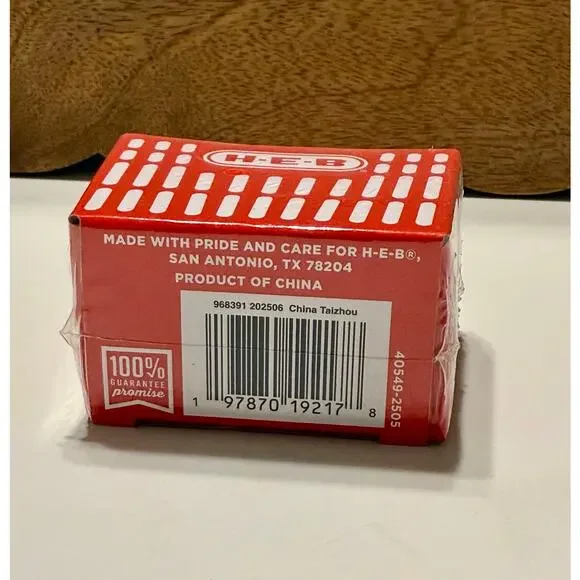 H-E-B
MADE WITH PRIDE AND CARE FOR H-E-B®,
SAN ANTONIO, TX 78204
PRODUCT OF CHINA
968391 202506 China Taizhou
1 97870 19217 8
100%
GUARANTEE
promise
40549-2505